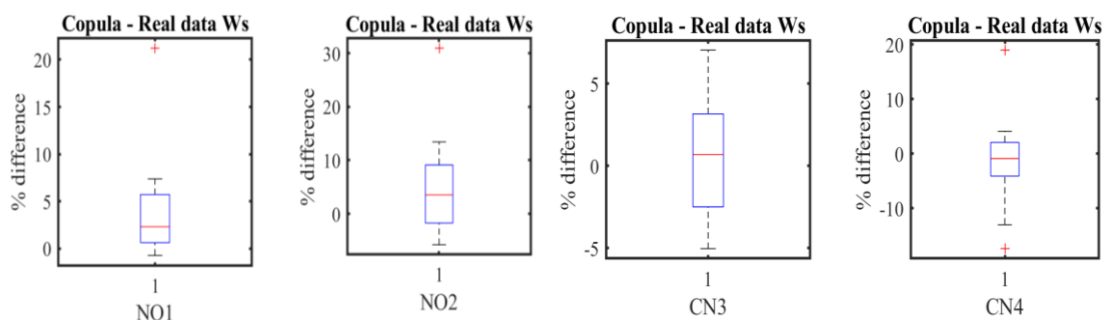 Copula - Real data Ws
20
15
10
5
0
% difference
1
NO1
Copula - Real data Ws
30
20
10
0
% difference
1
NO2
Copula - Real data Ws
5
0
-5
% difference
1
CN3
Copula - Real data Ws
20
10
0
-10
% difference
1
CN4